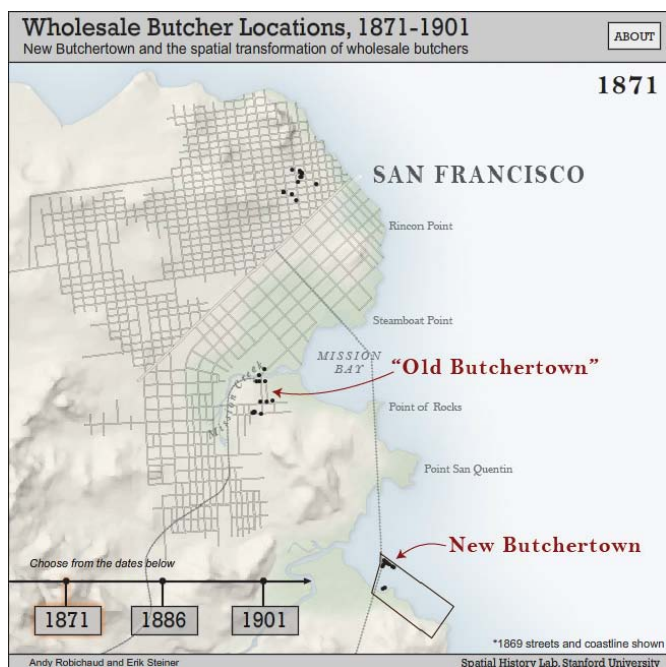 Wholesale Butcher Locations, 1871-1901
New Butchertown and the spatial transformation of wholesale butchers
ABOUT
1871
SAN FRANCISCO
Rincon Point
Steamboat Point
MISSION
BAY
"Old Butchertown"
Mission Creek
Point of Rocks
Point San Quentin
New Butchertown
Choose from the dates below
1871
1886
1901
*1869 streets and coastline shown
Andy Robichaud and Erik Steiner
Spatial History Lab, Stanford University